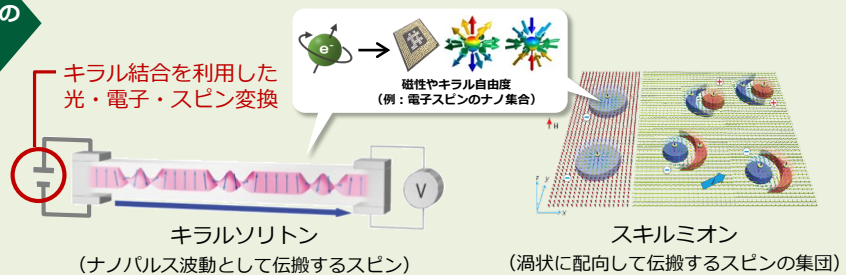 の
キラル結合を利用した
光・電子・スピン変換
e-
磁性やキラル自由度
(例：電子スピンのナノ集合)
H
V
z
y
x
キラルソリトン
（ナノパルス波動として伝搬するスピン）
スキルミオン
（渦状に配向して伝搬するスピンの集団）